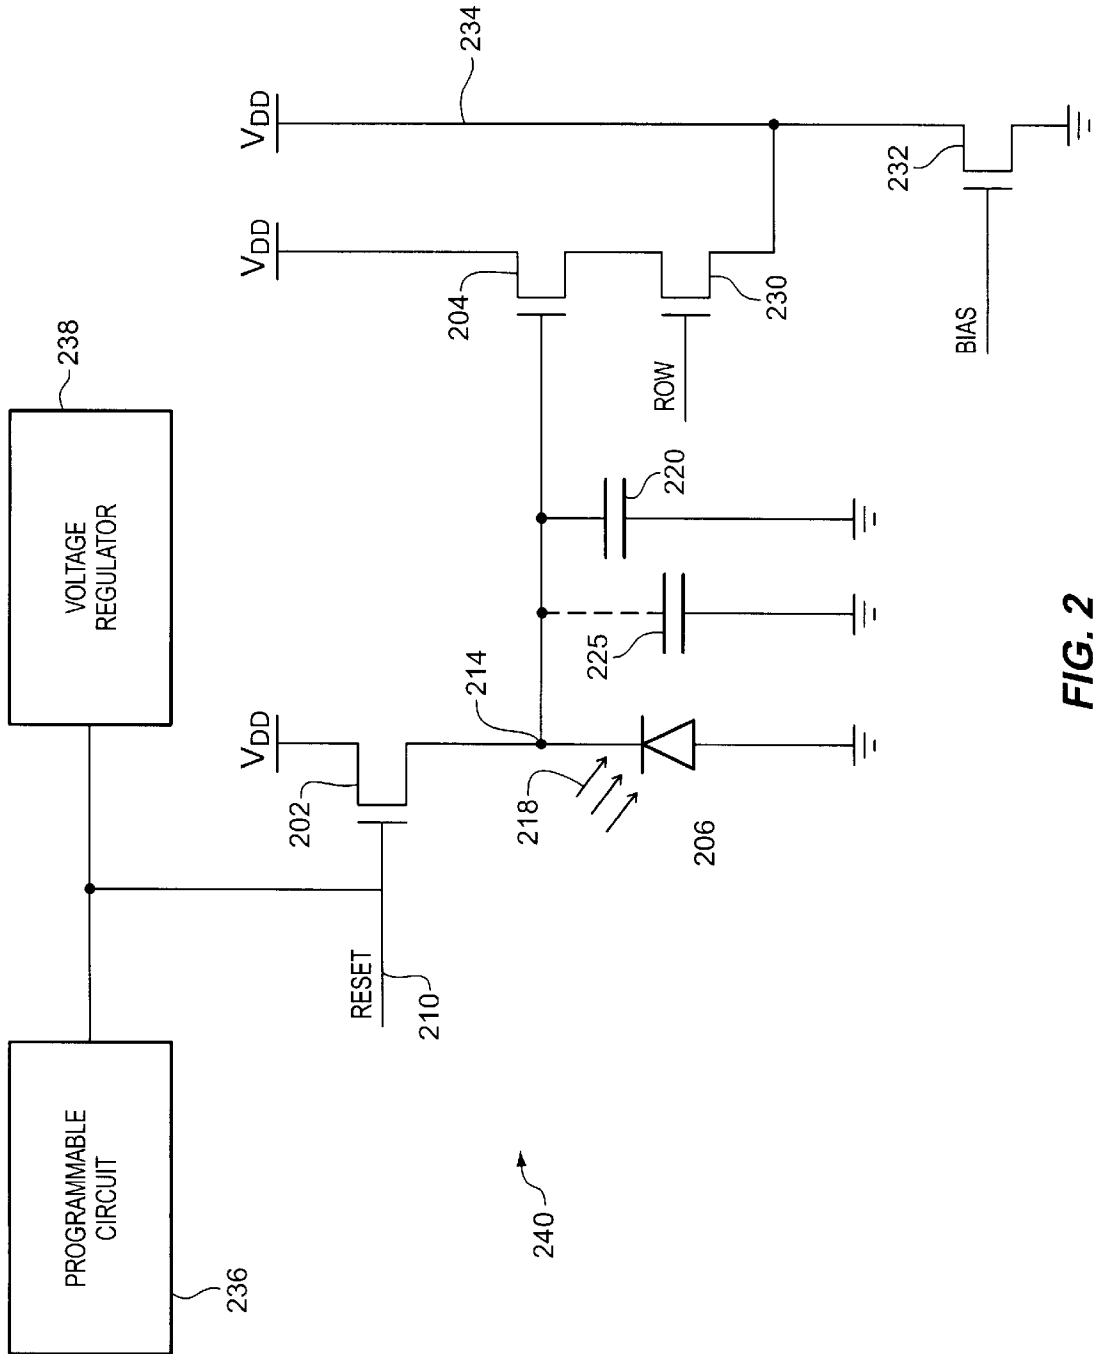 PROGRAMMABLE
CIRCUIT
236
VOLTAGE
REGULATOR
238
RESET
210
VDD
202
214
218
206
225
220
VDD
204
ROW
230
VDD
234
BIAS
232
240
FIG. 2